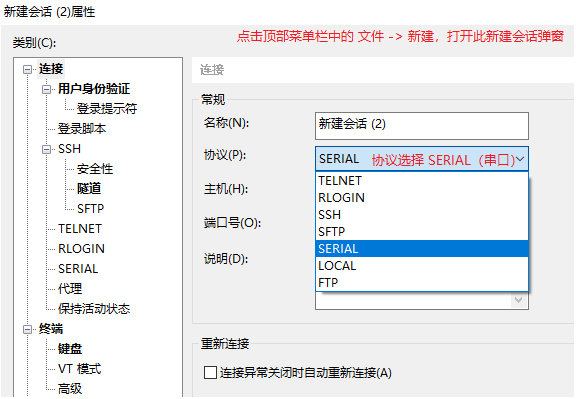 新建会话 (2)属性
点击顶部菜单栏中的 文件 -> 新建，打开此新建会话弹窗
类别(C):
连接
用户身份验证
登录提示符
登录脚本
SSH
安全性
隧道
SFTP
TELNET
RLOGIN
SERIAL
代理
保持活动状态
终端
键盘
VT 模式
高级
连接
常规
名称(N):
新建会话 (2)
协议(P):
SERIAL 协议选择 SERIAL（串口）
主机(H):
端口号(O):
说明(D):
TELNET
RLOGIN
SSH
SFTP
SERIAL
LOCAL
FTP
重新连接
连接异常关闭时自动重新连接(A)